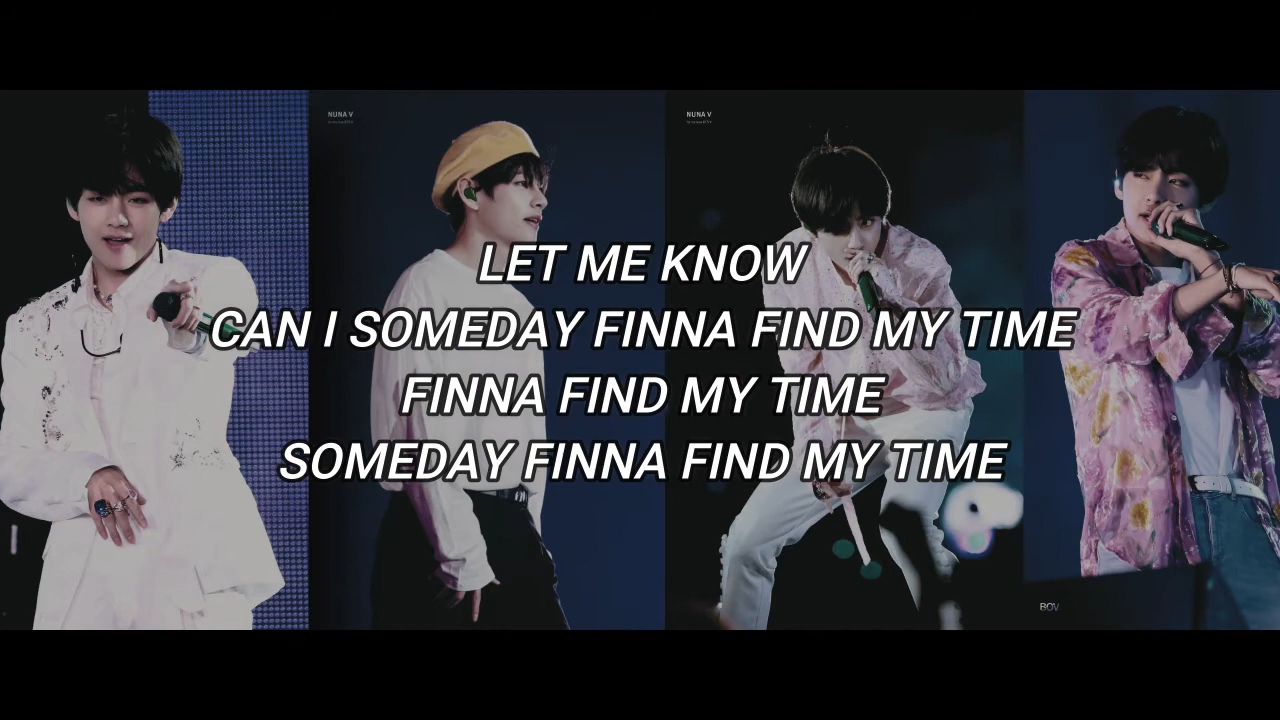 NUNA V
NUNA V
LET ME KNOW
CAN I SOMEDAY FINNA FIND MY TIME
FINNA FIND MY TIME
SOMEDAY FINNA FIND MY TIME
BOV